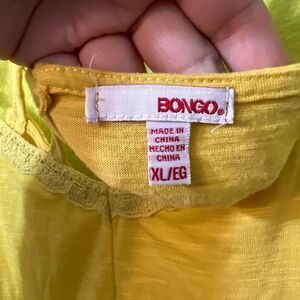 BONGO®
MADE IN
CHINA
HECHO EN
CHINA
XL/EG